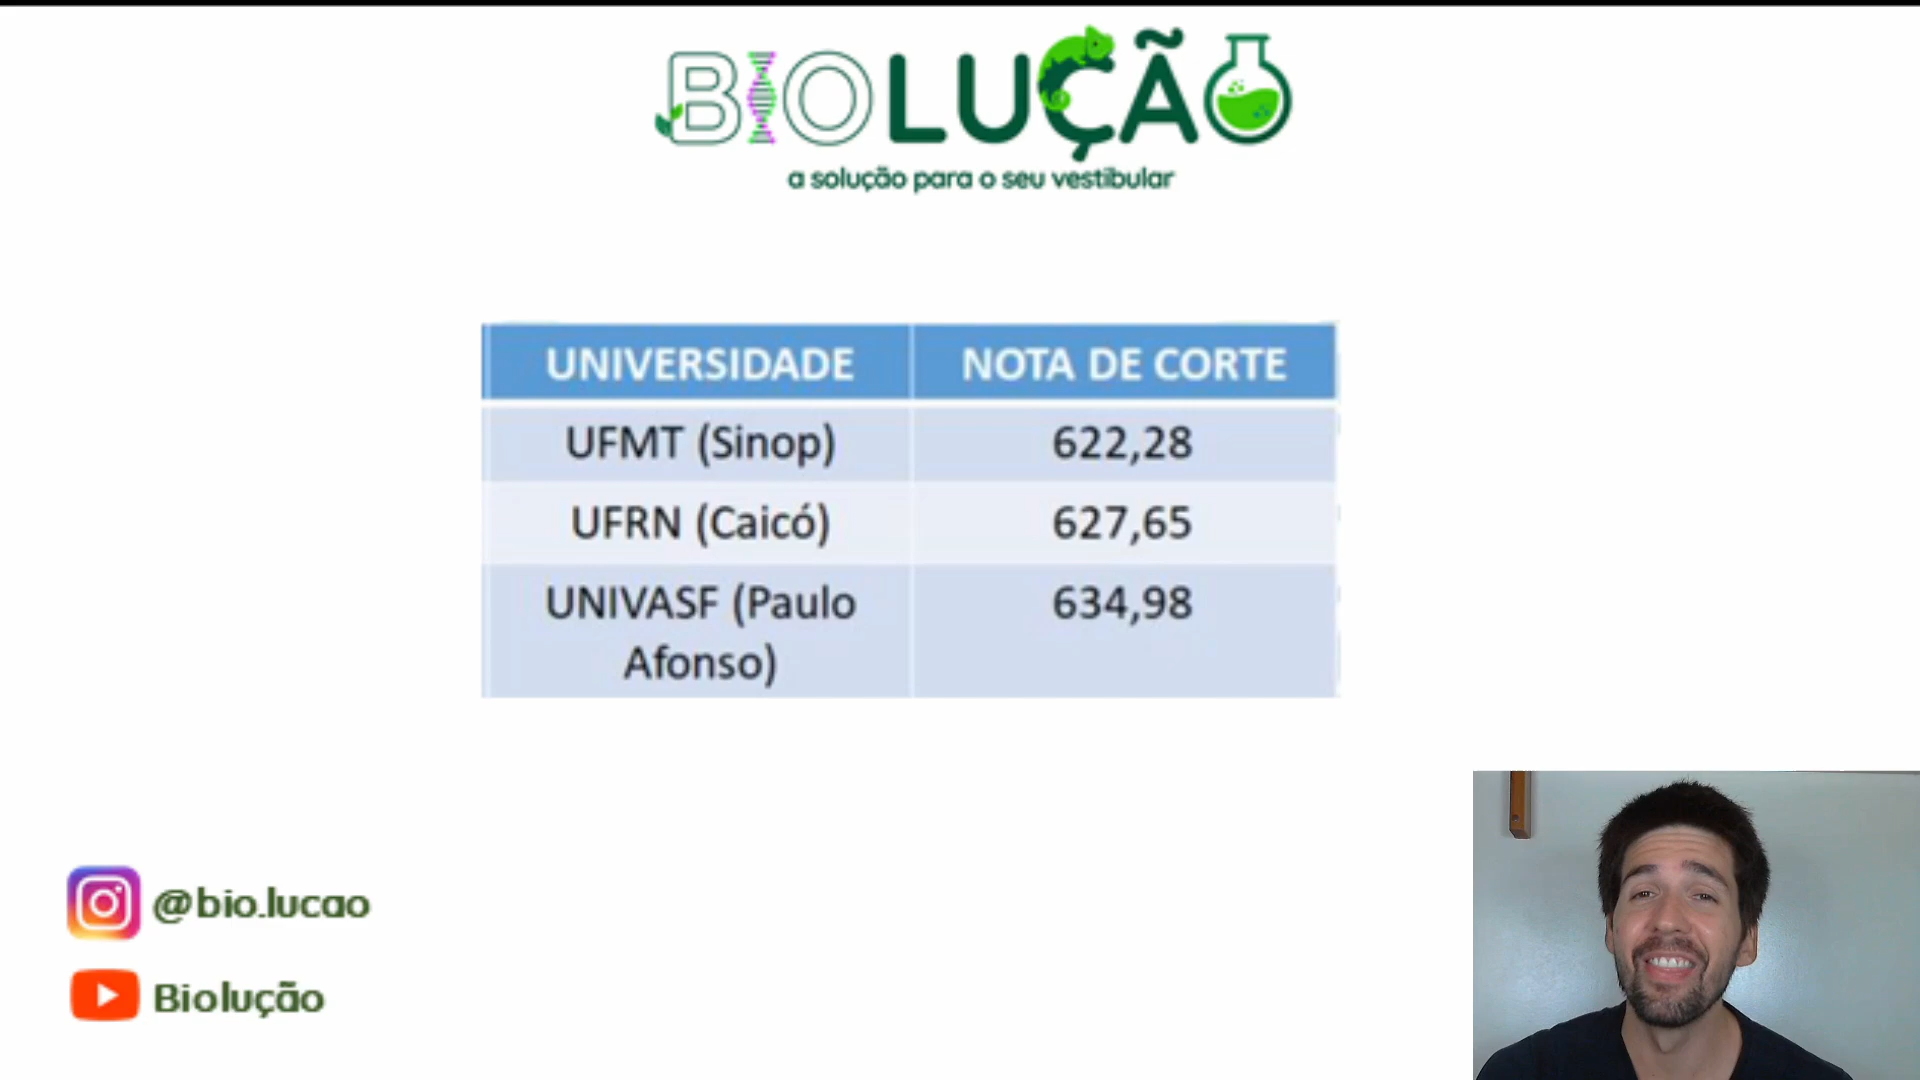 BIOLUÇÃO
a solução para o seu vestibular
UNIVERSIDADE NOTA DE CORTE
UFMT (Sinop) 622,28
UFRN (Caicó) 627,65
UNIVASF (Paulo 634,98
Afonso)
@bio.lucao
Biolução